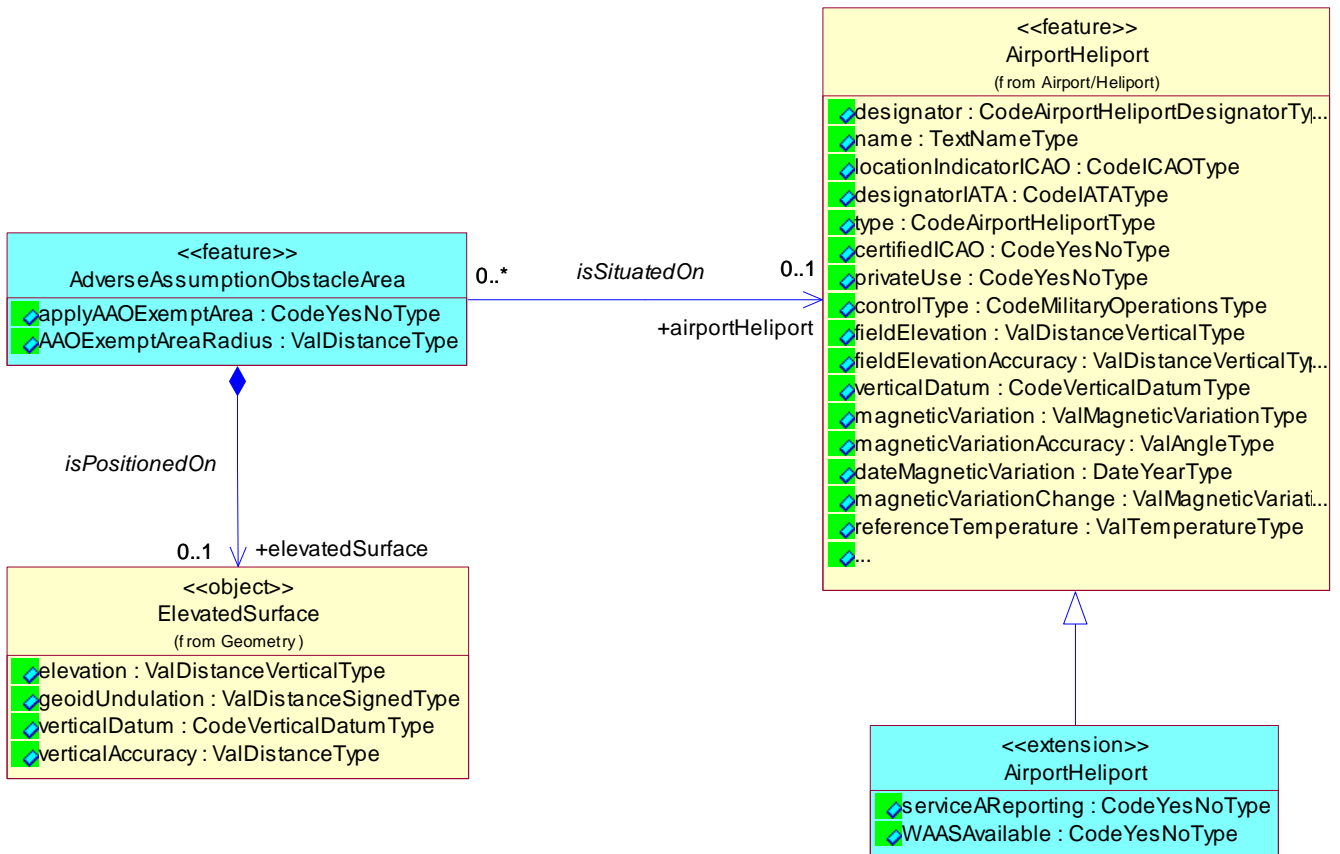 <<feature>>
AirportHeliport
(from Airport/Heliport)
designator : CodeAirportHeliportDesignatorTy...
name : TextNameType
locationIndicatorICAO : CodeICAOType
designatorIATA : CodeIATAType
type : CodeAirportHeliportType
certifiedICAO : CodeYesNoType
privateUse : CodeYesNoType
controlType : CodeMilitaryOperationsType
fieldElevation : ValDistanceVerticalType
fieldElevationAccuracy : ValDistanceVerticalTy...
verticalDatum : CodeVerticalDatumType
magneticVariation : ValMagneticVariationType
magneticVariationAccuracy : ValAngleType
dateMagneticVariation : DateYearType
magneticVariationChange : ValMagneticVariati...
referenceTemperature : ValTemperatureType
...
<<feature>>
AdverseAssumptionObstacleArea
applyAAOExemptArea : CodeYesNoType
AAOExemptAreaRadius : ValDistanceType
0..*
isSituatedOn
0..1
+airportHeliport
isPositionedOn
0..1
+elevatedSurface
<<object>>
ElevatedSurface
(from Geometry)
elevation : ValDistanceVerticalType
geoidUndulation : ValDistanceSignedType
verticalDatum : CodeVerticalDatumType
verticalAccuracy : ValDistanceType
<<extension>>
AirportHeliport
serviceAReporting : CodeYesNoType
WAASAvailable : CodeYesNoType